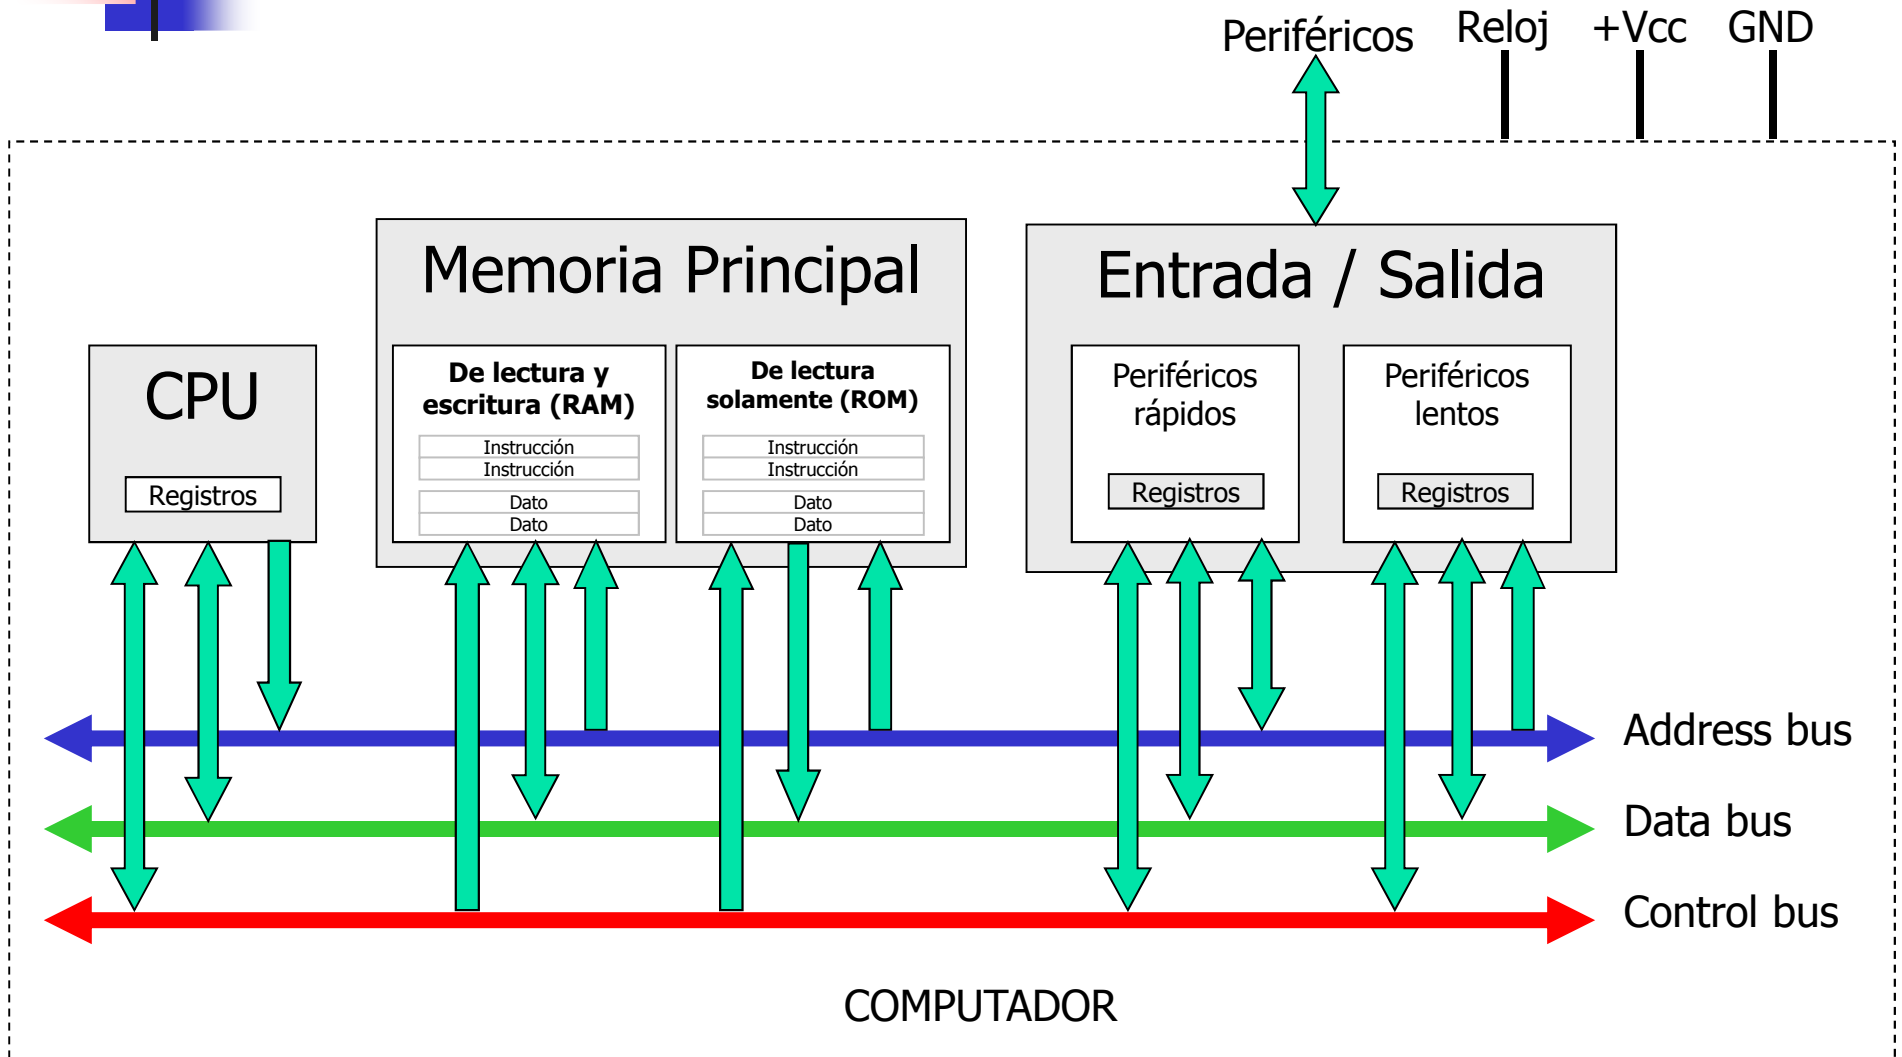 Periféricos
Reloj
+Vcc
GND
Memoria Principal
Entrada / Salida
CPU
Registros
De lectura y
escritura (RAM)
Instrucción
Instrucción
Dato
Dato
De lectura
solamente (ROM)
Instrucción
Instrucción
Dato
Dato
Periféricos
rápidos
Registros
Periféricos
lentos
Registros
Address bus
Data bus
Control bus
COMPUTADOR